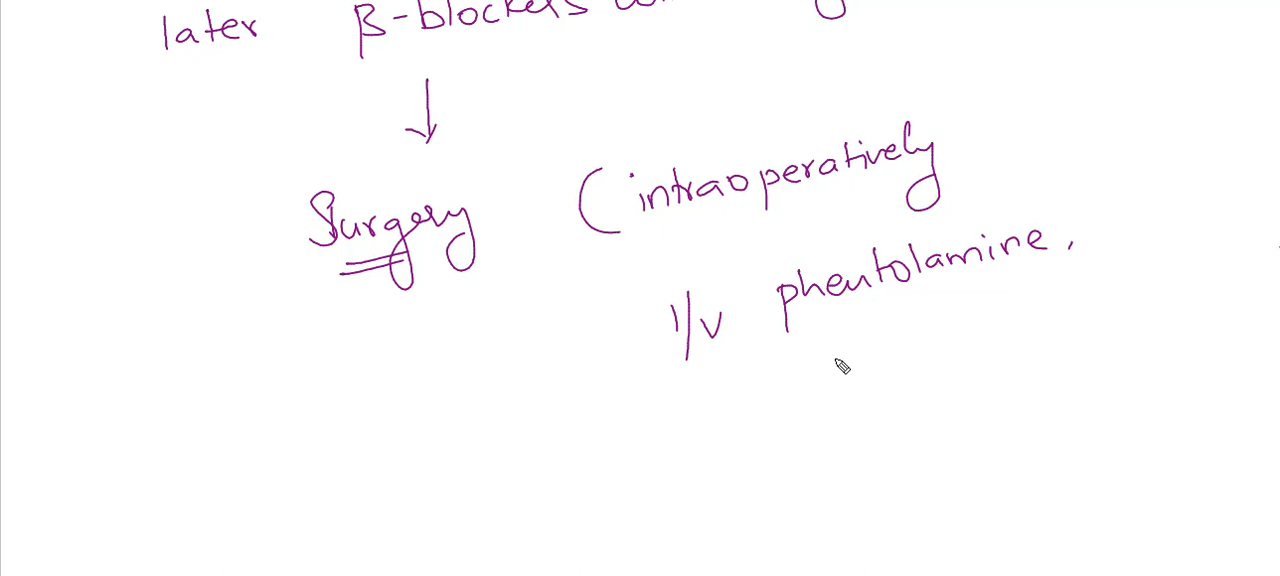 later β-blockers
Surgery (intraoperatively
I/V phentolamine,